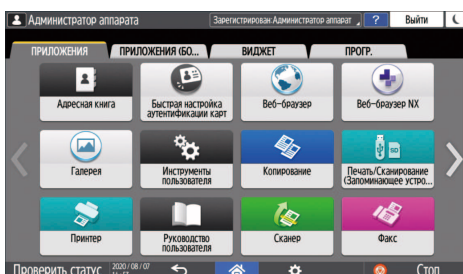 Администратор аппарата
Зарегистрирован:Администратор аппарат
?
Выйти
ПРИЛОЖЕНИЯ
ПРИЛОЖЕНИЯ (БО...
ВИДЖЕТ
ПРОГР.
Адресная книга
Быстрая настройка
аутентификации карт
Веб-браузер
Веб-браузер NX
Галерея
Инструменты
пользователя
Копирование
SD
Печать/Сканирование
(Запоминающее устро...
Принтер
Руководство
пользователя
Сканер
Факс
Проверить статус
2020/08/07
Стоп